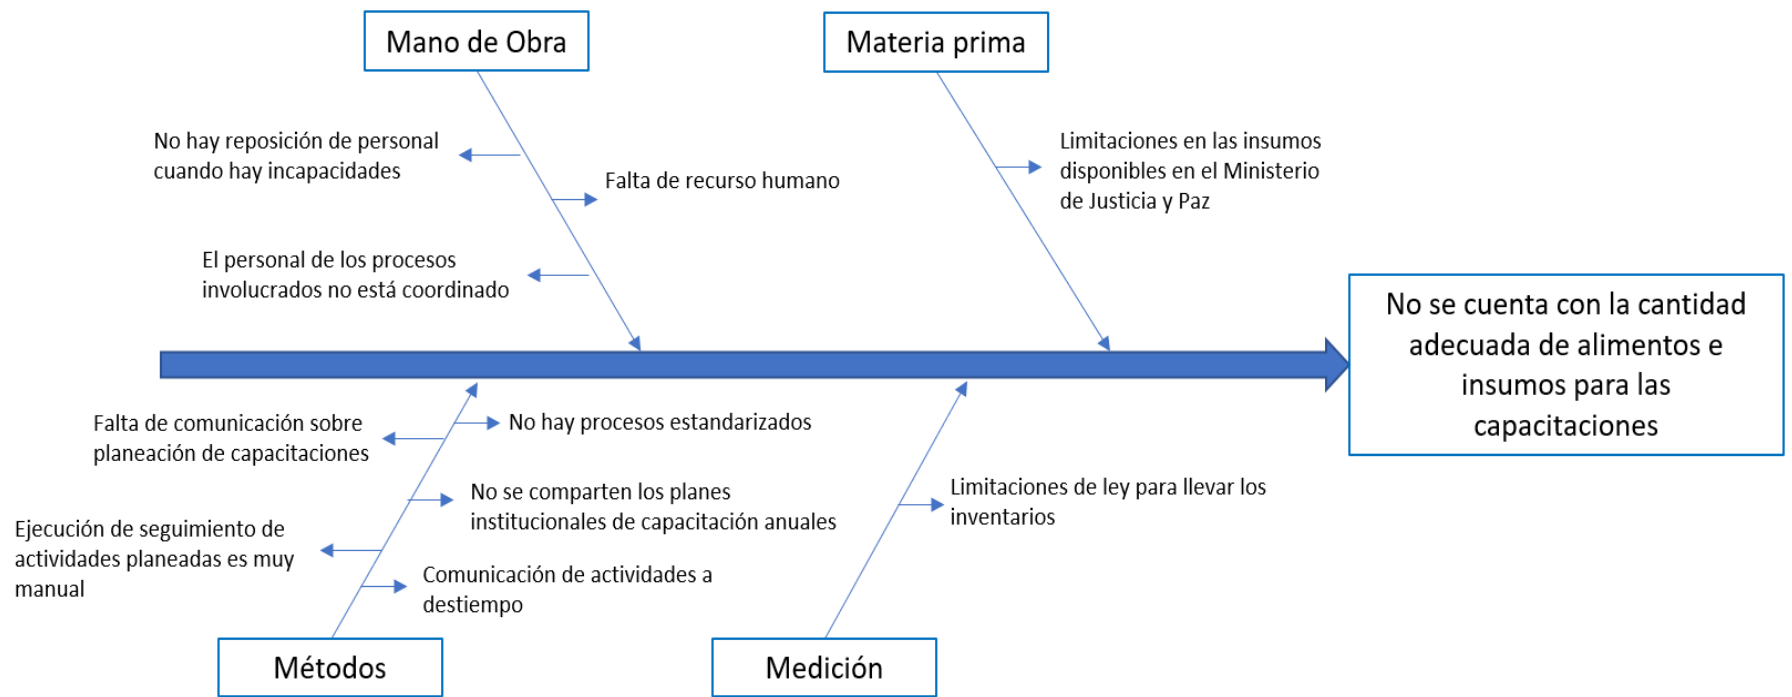 Mano de Obra
Materia prima
No hay reposición de personal
cuando hay incapacidades
Falta de recurso humano
El personal de los procesos
involucrados no está coordinado
Limitaciones en las insumos
disponibles en el Ministerio
de Justicia y Paz
No se cuenta con la cantidad
adecuada de alimentos e
insumos para las
capacitaciones
Falta de comunicación sobre
planeación de capacitaciones
No hay procesos estandarizados
No se comparten los planes
institucionales de capacitación anuales
Ejecución de seguimiento de
actividades planeadas es muy
manual
Comunicación de actividades a
destiempo
Limitaciones de ley para llevar los
inventarios
Métodos
Medición